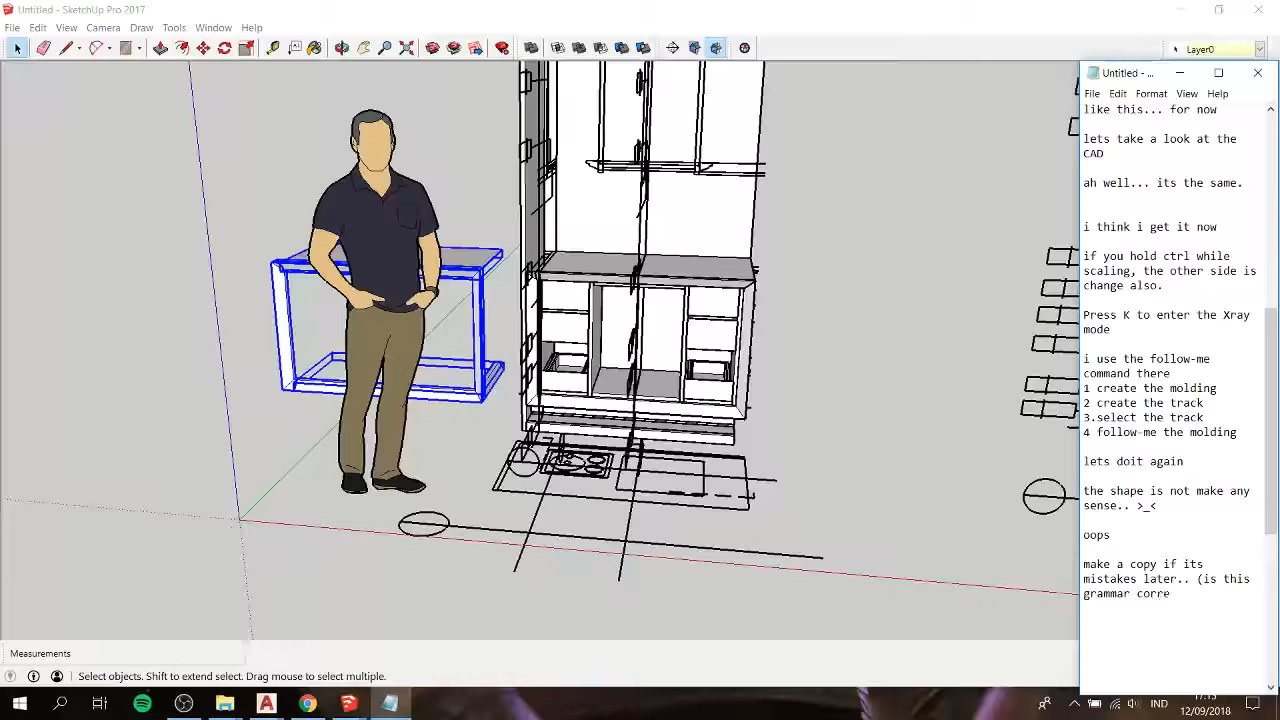 Untitled - SketchUp Pro 2017
File Edit View Camera Draw Tools Window Help
Layer0
Untitled - ...
File Edit Format View Help
like this... for now
lets take a look at the
CAD
ah well... its the same.
i think i get it now
if you hold ctrl while
scaling, the other side is
change also.
Press K to enter the Xray
mode
i use the follow-me
command there
1 create the molding
2 create the track
3.select the track
4 follow-me the molding
lets doit again
the shape is not make any
sense.. >_<
oops
make a copy if its
mistakes later.. (is this
grammar corre
Measurements
Select objects. Shift to extend select. Drag mouse to select multiple.
IND
12/09/2018